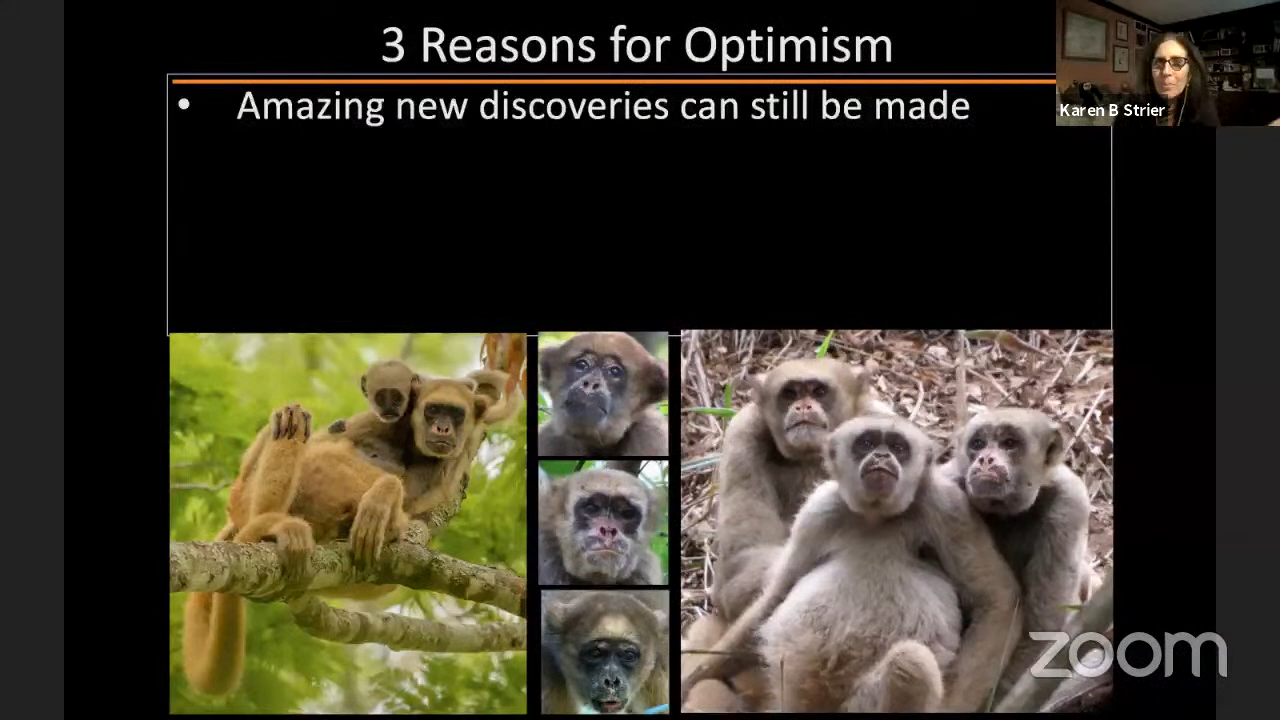 3 Reasons for Optimism
• Amazing new discoveries can still be made
Karen B Strier
zoom